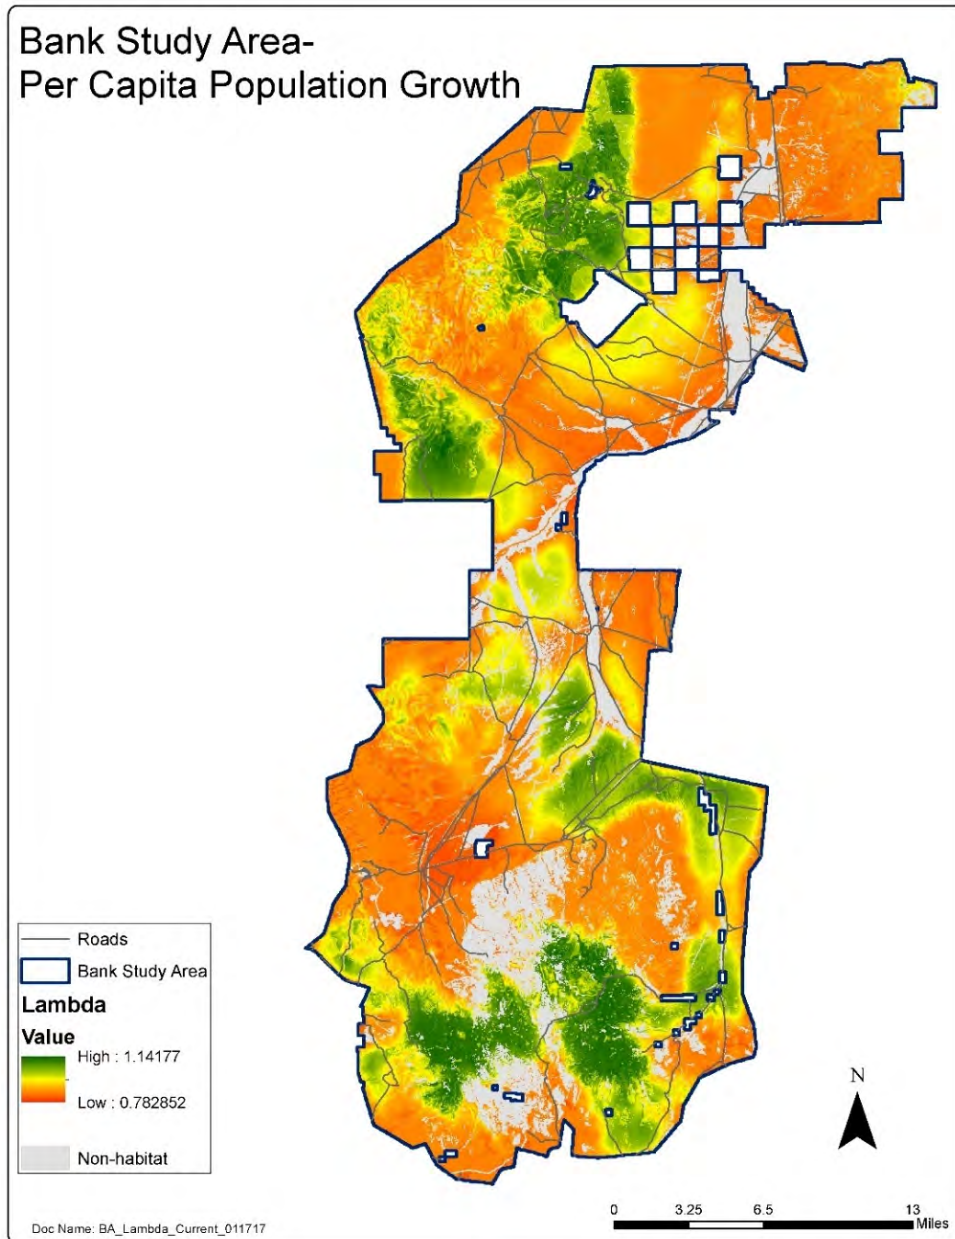 Bank Study Area-
Per Capita Population Growth
Roads
Bank Study Area
Lambda
Value
High : 1.14177
Low : 0.782852
Non-habitat
N
0 3.25 6.5 13
Miles
Doc Name: BA_Lambda_Current_011717